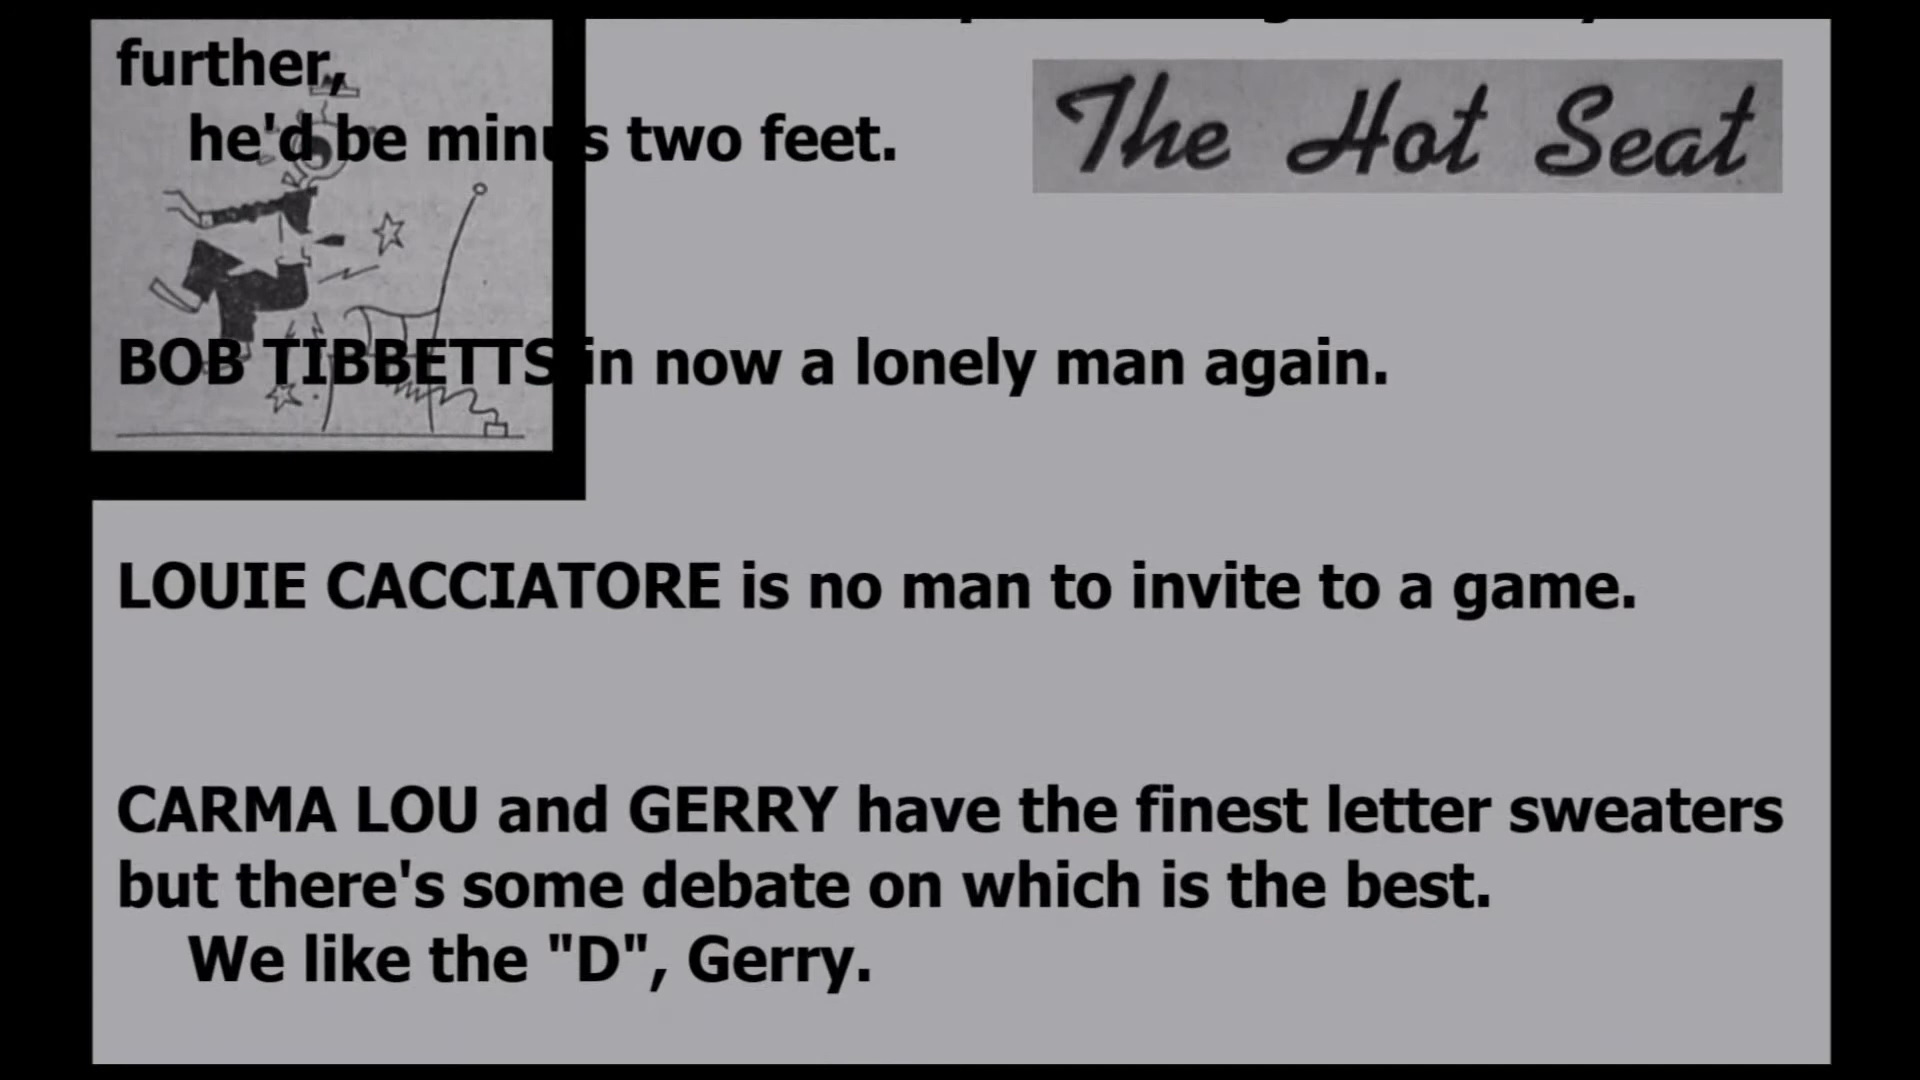 further,
he'd be minus two feet.
The Hot Seat
BOB TIBBETTS in now a lonely man again.
LOUIE CACCIATORE is no man to invite to a game.
CARMA LOU and GERRY have the finest letter sweaters
but there's some debate on which is the best.
We like the "D", Gerry.